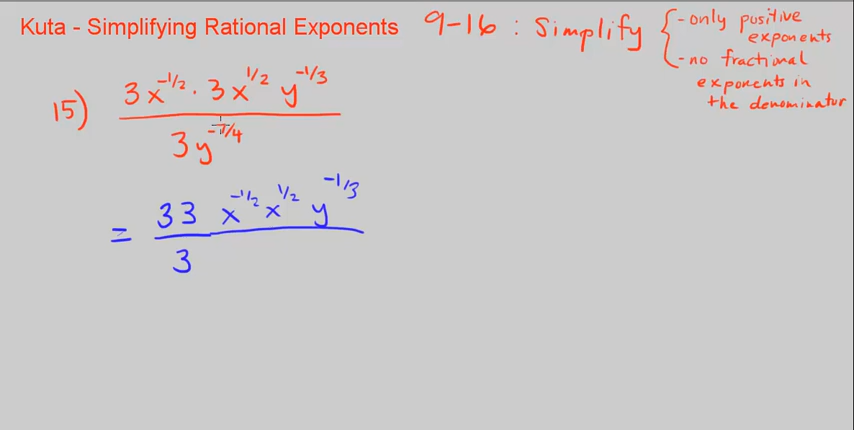 Kuta - Simplifying Rational Exponents 9-16 : Simplify { - only positive exponents
- no fractional exponents in the denominator
15) 3x^-1/2 · 3x^1/2 y^-1/3
3y^-7/4
= 33 x^-1/2 x^1/2 y^-1/3
3